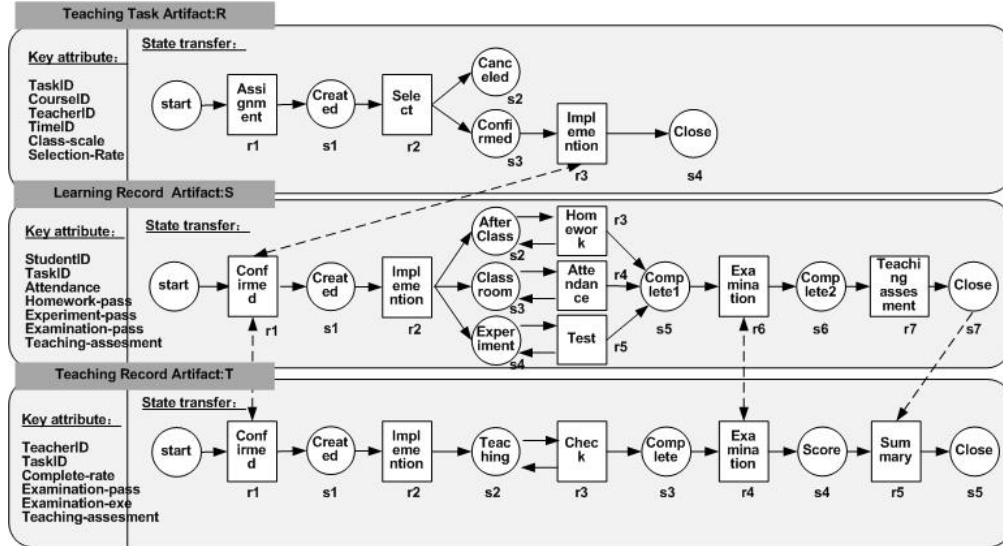 Teaching Task Artifact:R
Key attribute:
TaskID
CourseID
TeacherID
TimeID
Class-scale
Selection-Rate
State transfer:
start
Assi
gnm
ent
r1
Creat
ed
s1
Sele
ct
r2
Canc
eled
s2
Confi
rmed
s3
Impl
eme
ntion
r3
Close
s4
Learning Record Artifact:S
Key attribute:
StudentID
TaskID
Attendance
Homework-pass
Experiment-pass
Examination-pass
Teaching-assesment
State transfer:
start
Conf
irme
d
r1
Creat
ed
s1
Impl
eme
ntion
r2
After
Class
s2
Hom
ewor
k
r3
Class
room
s3
Atte
ndan
ce
r4
Exper
iment
s4
Test
r5
Comp
lete1
s5
Exa
mina
tion
r6
Comp
lete2
s6
Teachi
ng
asses
ment
r7
Close
s7
Teaching Record Artifact:T
Key attribute:
TeacherID
TaskID
Complete-rate
Examination-pass
Examination-exe
Teaching-assesment
State transfer:
start
Conf
irme
d
r1
Creat
ed
s1
Impl
eme
ntion
r2
Teac
hing
s2
Chec
k
r3
Comp
lete
s3
Exa
mina
tion
r4
Score
s4
Sum
mary
r5
Close
s5